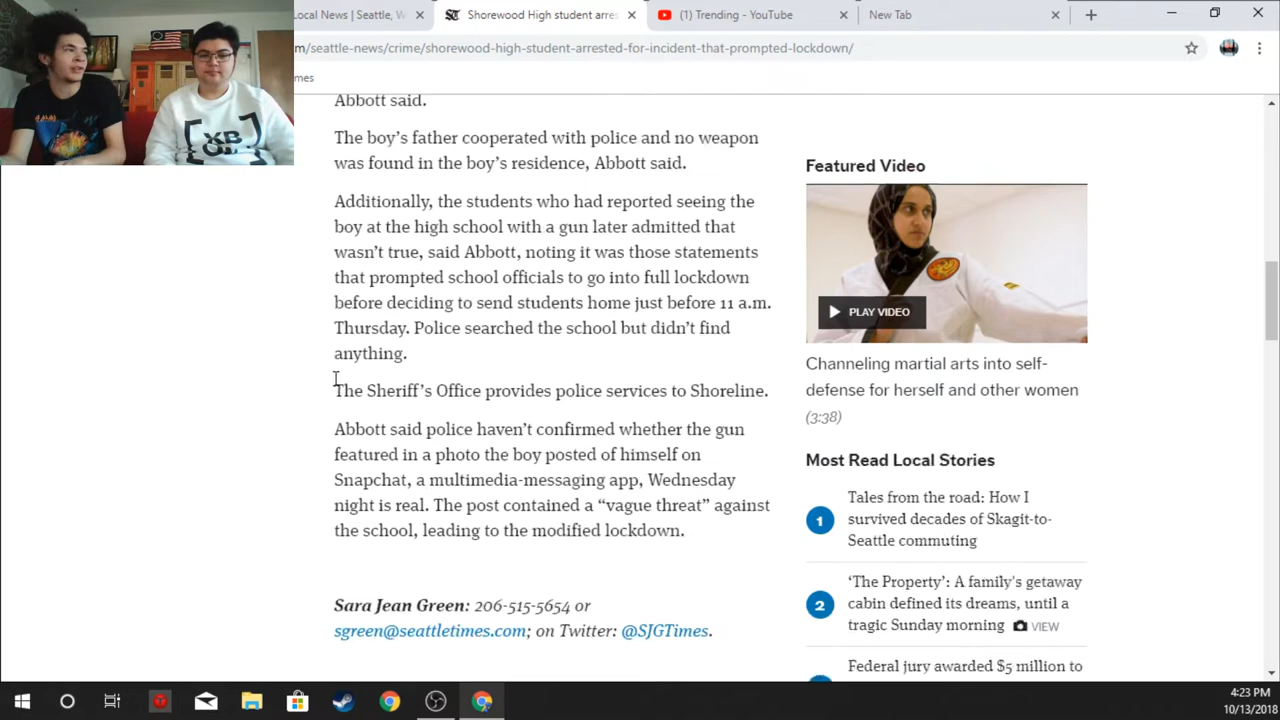 Local News | Seattle, W
Shorewood High student arres
(1) Trending - YouTube
New Tab
m/seattle-news/crime/shorewood-high-student-arrested-for-incident-that-prompted-lockdown/
mes
XB
Abbott said.
The boy's father cooperated with police and no weapon
was found in the boy's residence, Abbott said.
Additionally, the students who had reported seeing the
boy at the high school with a gun later admitted that
wasn't true, said Abbott, noting it was those statements
that prompted school officials to go into full lockdown
before deciding to send students home just before 11 a.m.
Thursday. Police searched the school but didn't find
anything.
The Sheriff's Office provides police services to Shoreline.
Abbott said police haven't confirmed whether the gun
featured in a photo the boy posted of himself on
Snapchat, a multimedia-messaging app, Wednesday
night is real. The post contained a “vague threat” against
the school, leading to the modified lockdown.
Sara Jean Green: 206-515-5654 or
sgreen@seattletimes.com; on Twitter: @SJGTimes.
Featured Video
PLAY VIDEO
Channeling martial arts into self-
defense for herself and other women
(3:38)
Most Read Local Stories
1 Tales from the road: How I
survived decades of Skagit-to-
Seattle commuting
2 ‘The Property’: A family's getaway
cabin defined its dreams, until a
tragic Sunday morning VIEW
Federal jury awarded $5 million to
4:23 PM
10/13/2018